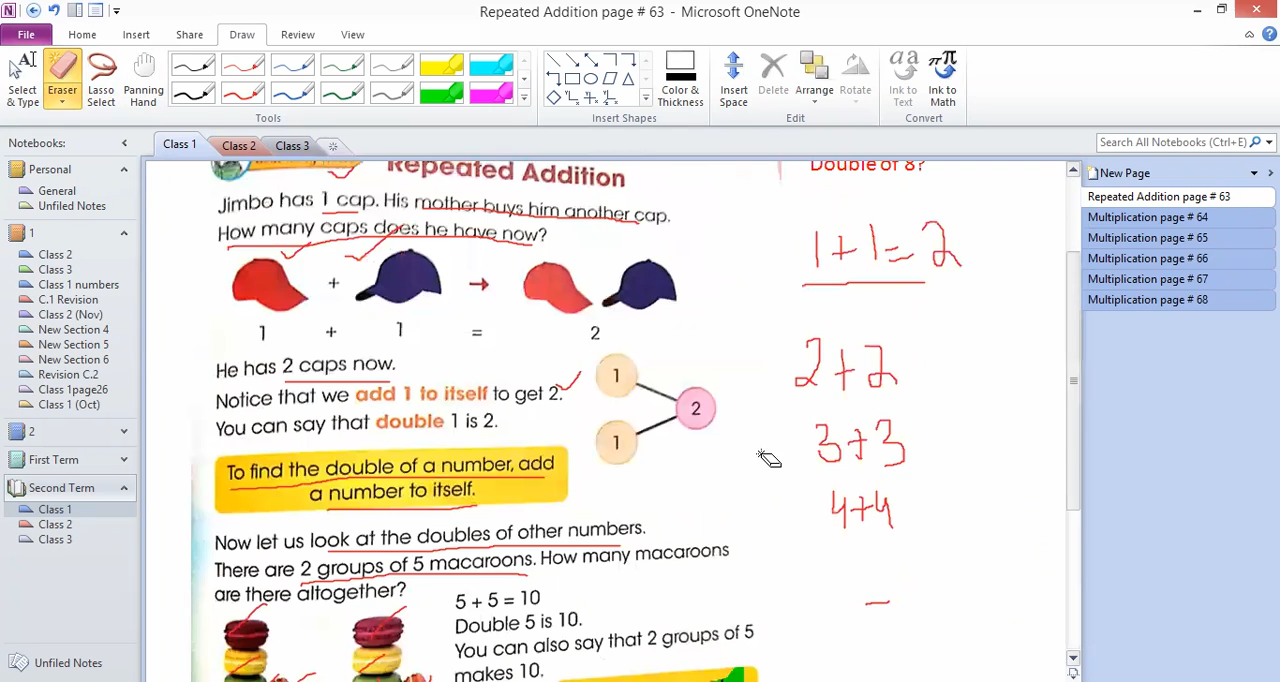 Repeated Addition page # 63 - Microsoft OneNote
File Home Insert Share Draw Review View
Select & Type
Eraser
Lasso Select
Panning Hand
Color & Thickness
Insert Space
Delete
Arrange
Rotate
Ink to Text
Ink to Math
Tools
Insert Shapes
Edit
Convert
Notebooks:
Class 1 Class 2 Class 3
Search All Notebooks (Ctrl+E)
Personal
General
Unfiled Notes
1
Class 2
Class 3
Class 1 numbers
C.1 Revision
Class 2 (Nov)
New Section 4
New Section 5
New Section 6
Revision C.2
Class 1page26
Class 1 (Oct)
2
First Term
Second Term
Class 1
Class 2
Class 3
Unfiled Notes
Repeated Addition
Jimbo has 1 cap. His mother buys him another cap.
How many caps does he have now?
+
1 + 1 = 2
He has 2 caps now.
Notice that we add 1 to itself to get 2.
You can say that double 1 is 2.
1
2
1
To find the double of a number, add
a number to itself.
Now let us look at the doubles of other numbers.
There are 2 groups of 5 macaroons. How many macaroons
are there altogether?
5 + 5 = 10
Double 5 is 10.
You can also say that 2 groups of 5
makes 10.
Double of 8?
1+1=2
2+2
3+3
4+4
New Page
Repeated Addition page # 63
Multiplication page # 64
Multiplication page # 65
Multiplication page # 66
Multiplication page # 67
Multiplication page # 68